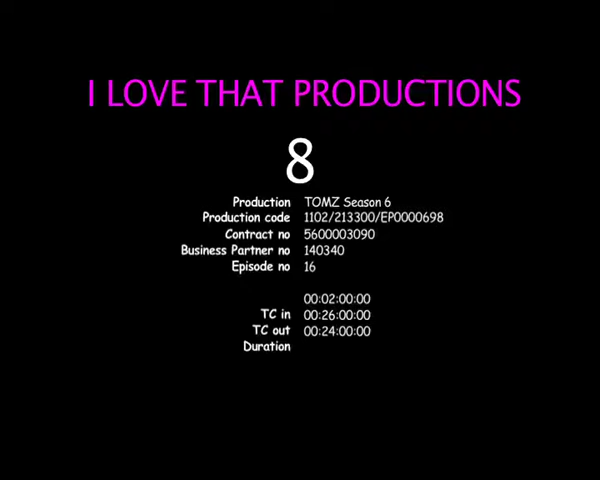 I LOVE THAT PRODUCTIONS
8
Production TOMZ Season 6
Production code 1102/213300/EP0000698
Contract no 5600003090
Business Partner no 140340
Episode no 16
00:02:00:00
TC in 00:26:00:00
TC out 00:24:00:00
Duration